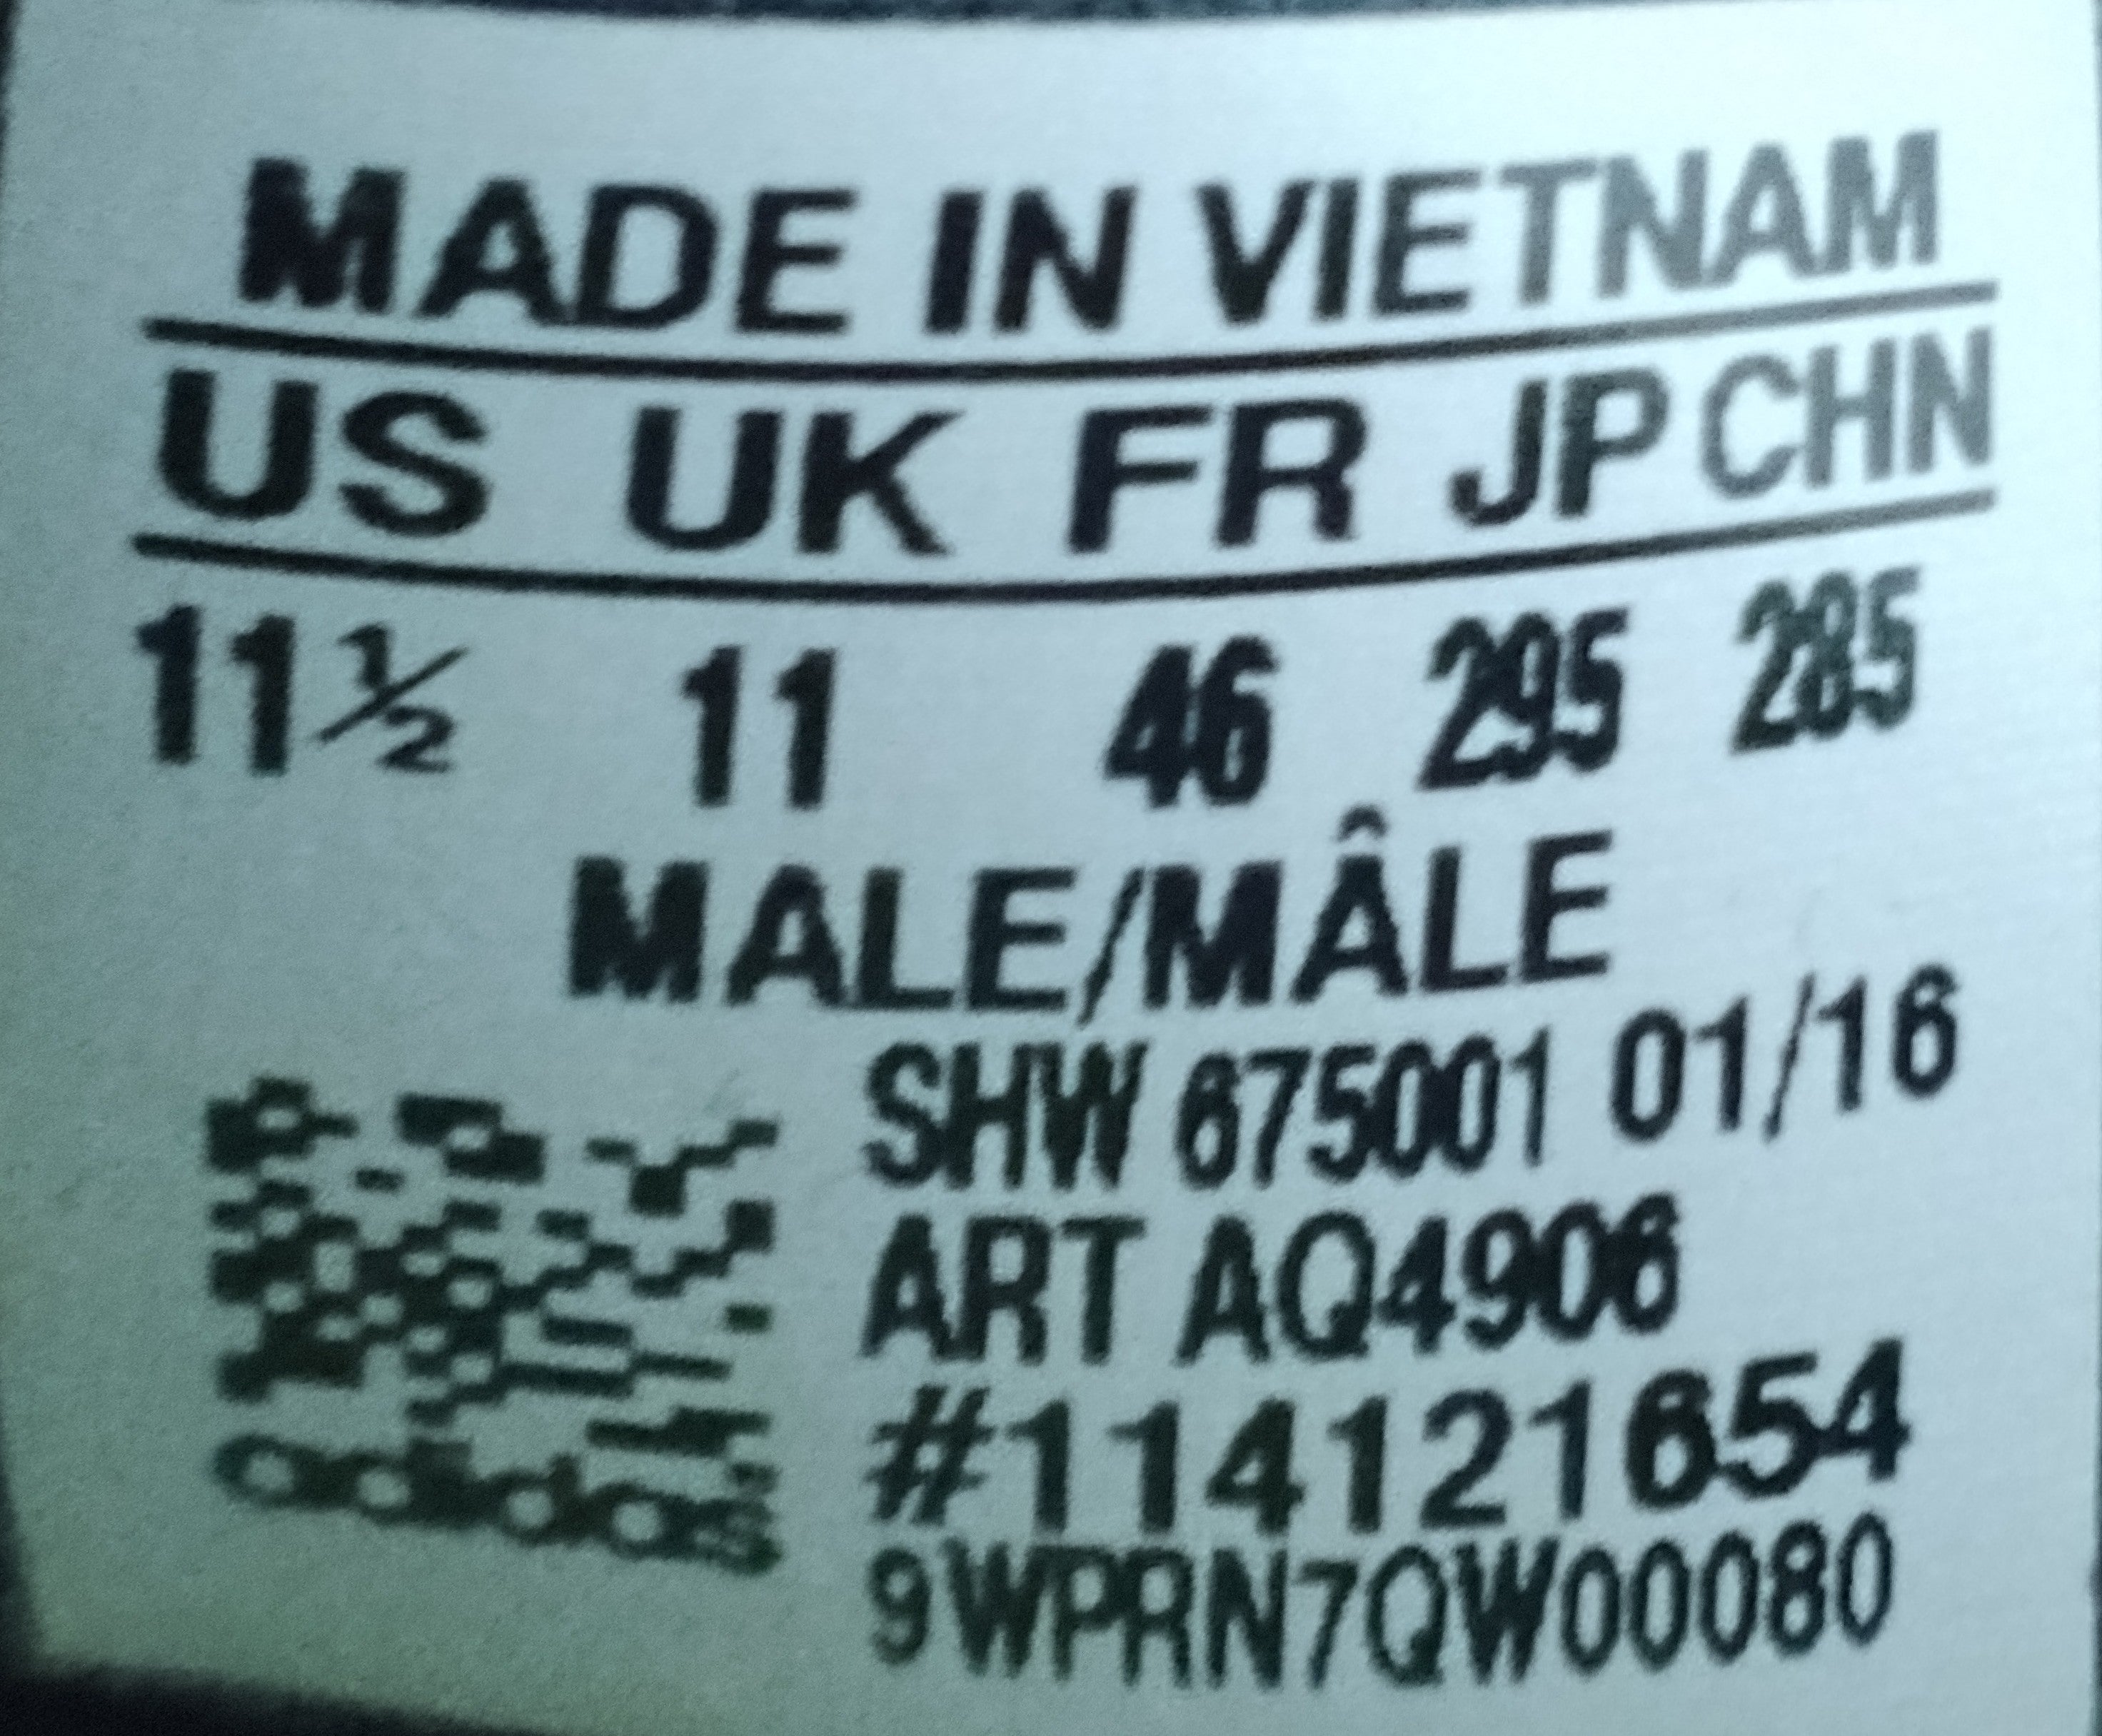 MADE IN VIETNAM
US UK FR JP CHN
11½ 11 46 295 285
MALE/MÂLE
SHW 675001 01/16
ART AQ4906
#114121654
9WPRN7QW00080
adidas